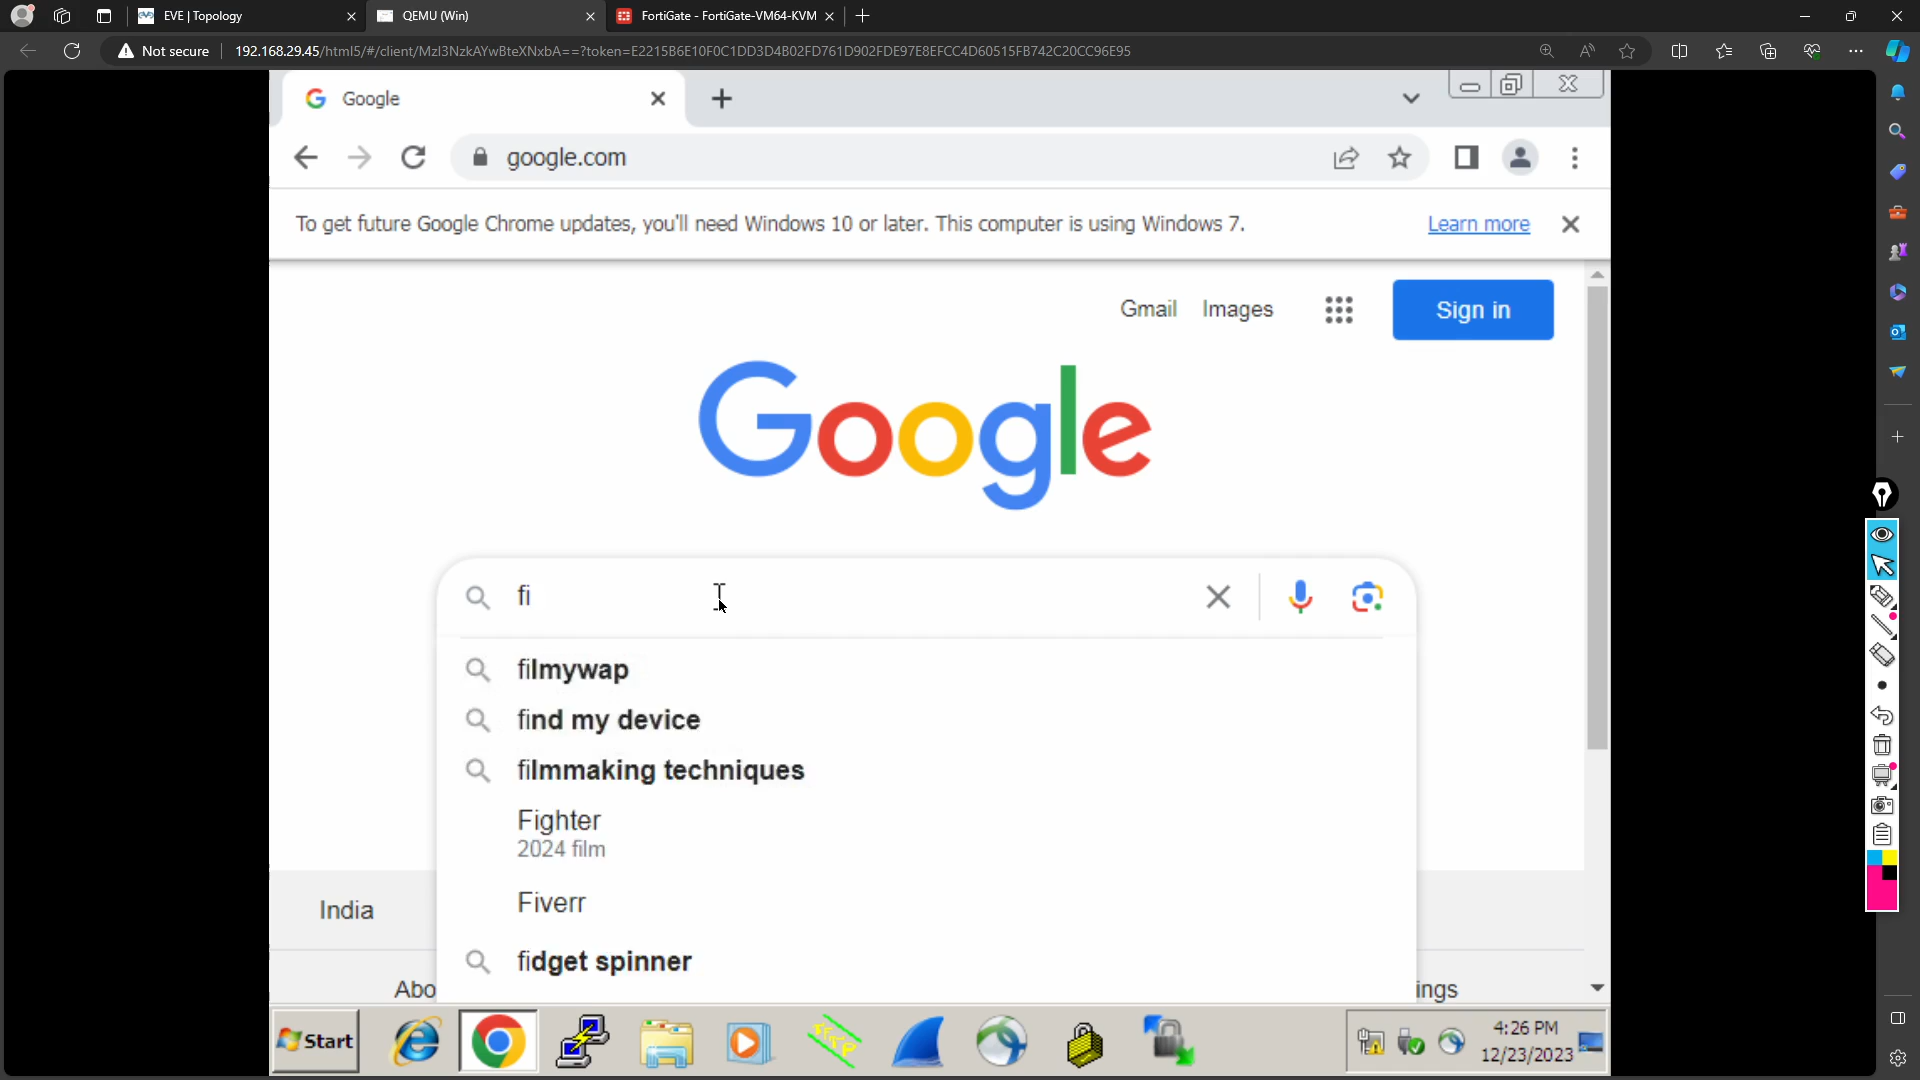 EVE | Topology
QEMU (Win)
FortiGate - FortiGate-VM64-KVM
Not secure
192.168.29.45/html5/#/client/MzI3NzkAYwBteXNxbA==?token=E2215B6E10F0C1DD3D4B02FD761D902FDE97E8EFCC4D60515FB742C20CC96E95
Google
google.com
To get future Google Chrome updates, you'll need Windows 10 or later. This computer is using Windows 7.
Learn more
Gmail
Images
Sign in
Google
fi
filmywap
find my device
filmmaking techniques
Fighter
2024 film
Fiverr
India
fidget spinner
Abo
ings
Start
TFTP
4:26 PM
12/23/2023